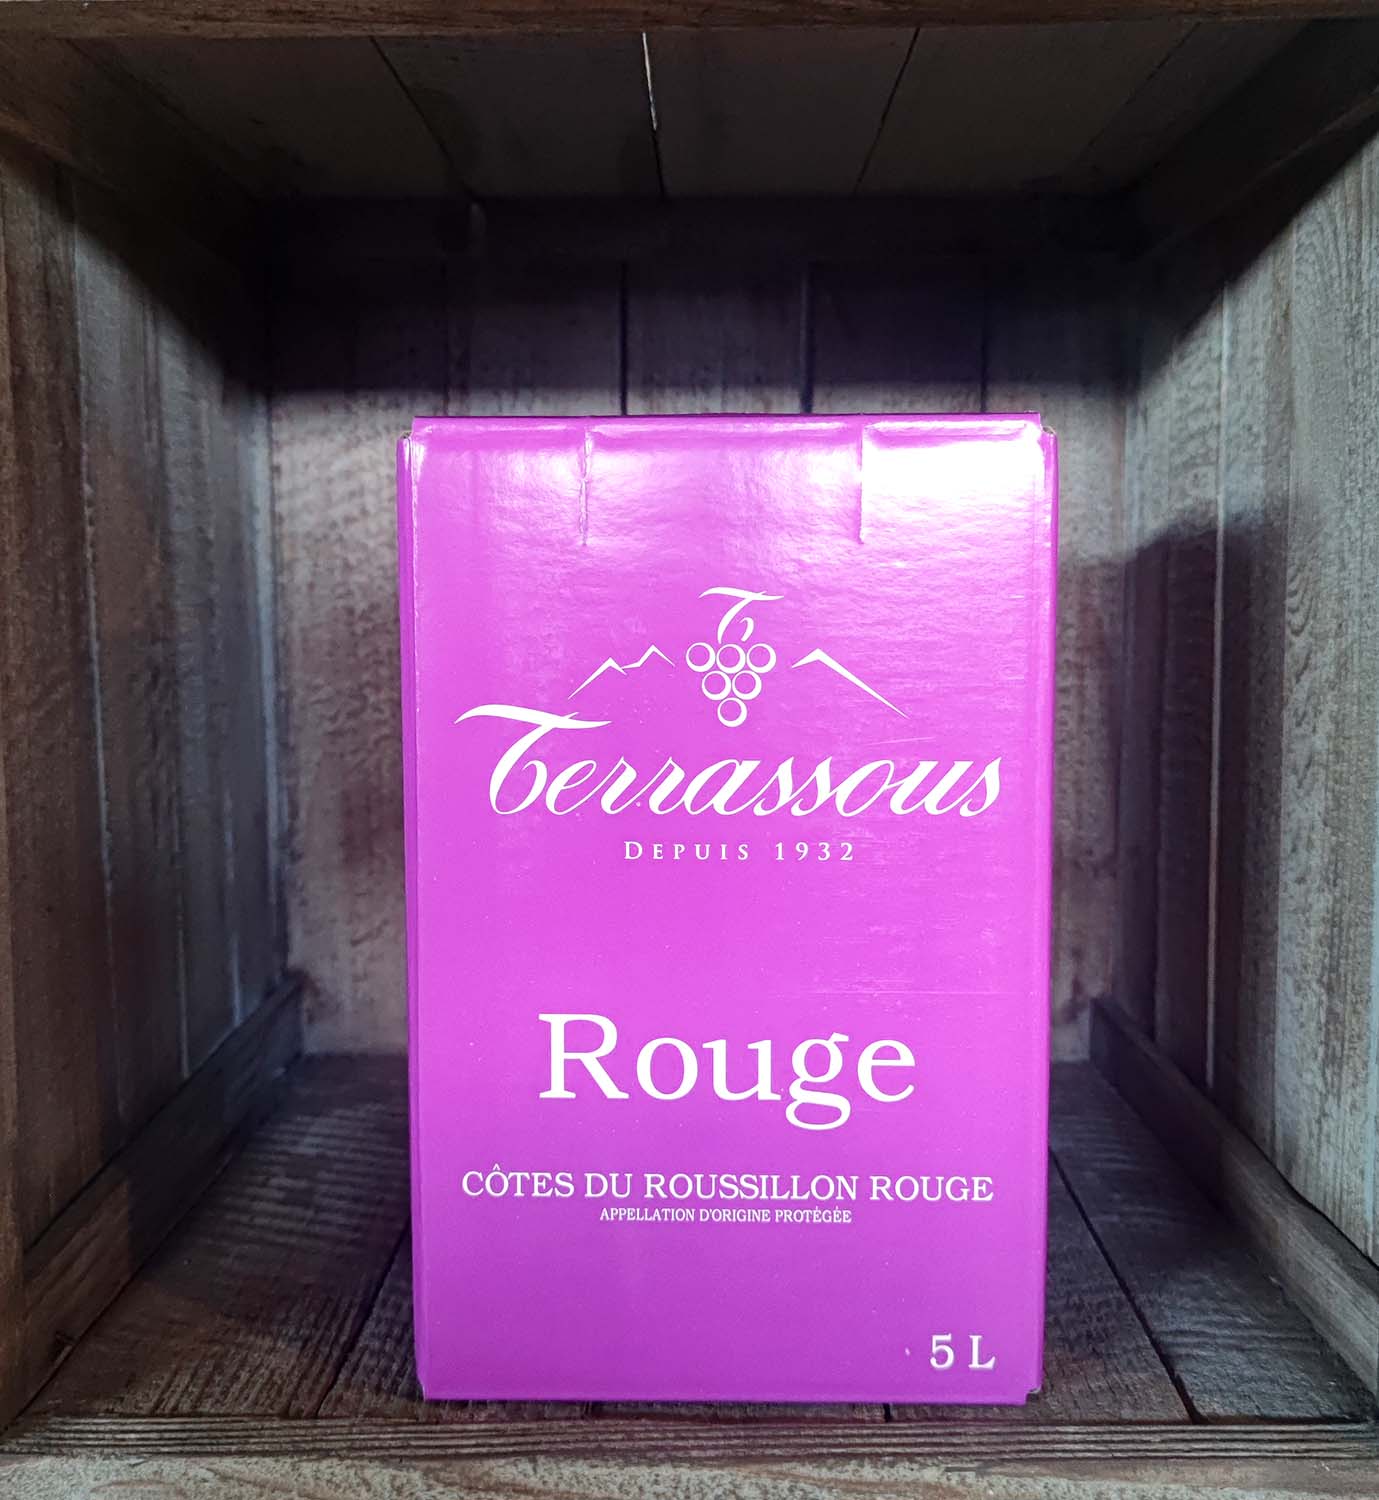 T
Terrassous
DEPUIS 1932
Rouge
CÔTES DU ROUSSILLON ROUGE
APPELLATION D'ORIGINE PROTÉGÉE
5 L